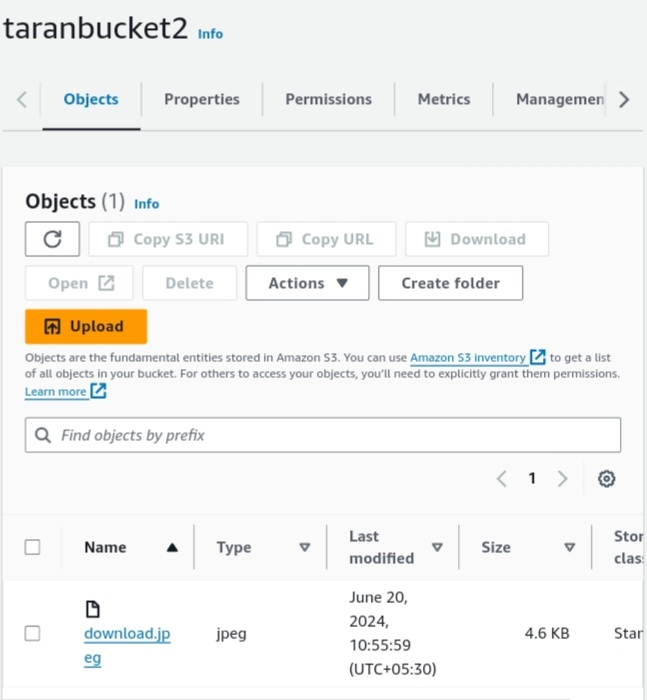 taranbucket2 Info
Objects Properties Permissions Metrics Managemen
Objects (1) Info
Copy S3 URI Copy URL Download
Open Delete Actions Create folder
Upload
Objects are the fundamental entities stored in Amazon S3. You can use Amazon S3 inventory to get a list
of all objects in your bucket. For others to access your objects, you'll need to explicitly grant them permissions.
Learn more
Find objects by prefix
1
Name Type Last modified Size Stor clas
download.jp
eg
jpeg
June 20,
2024,
10:55:59
(UTC+05:30)
4.6 KB
Star